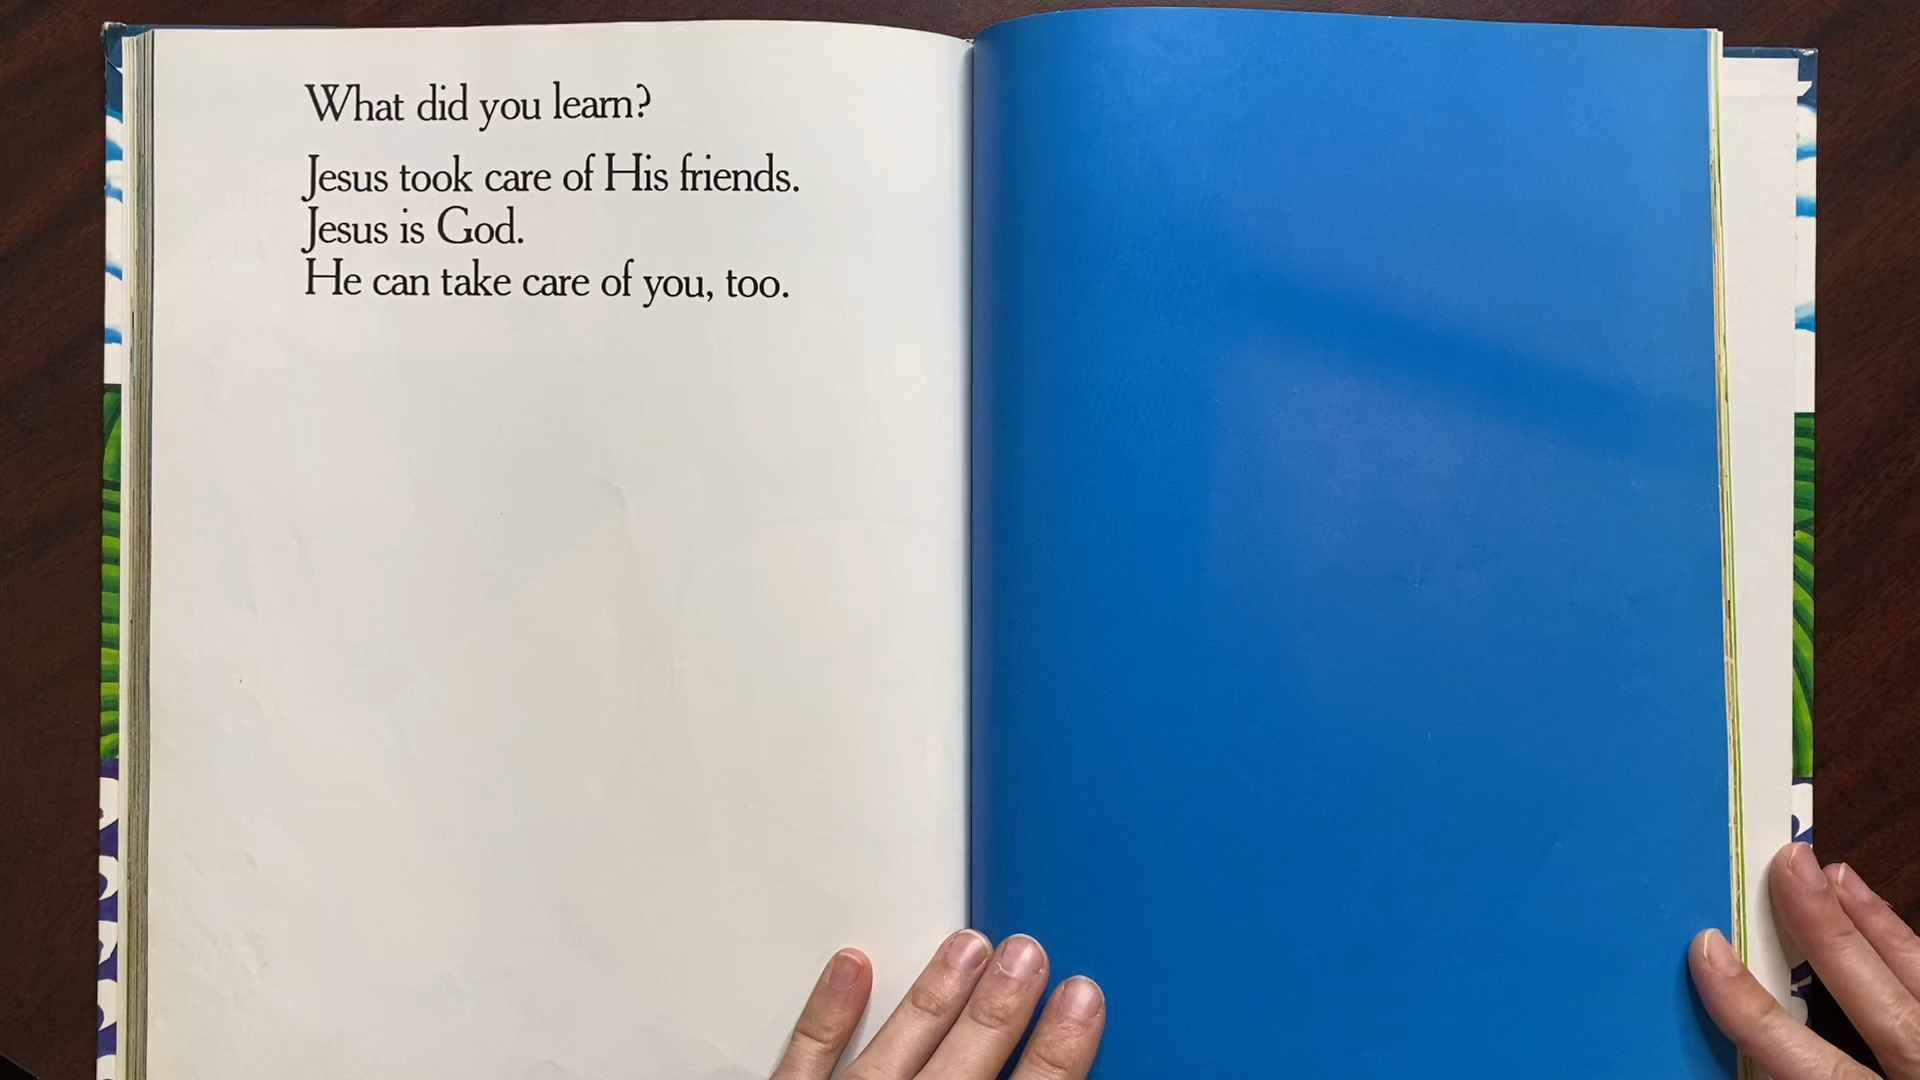 What did you learn?
Jesus took care of His friends.
Jesus is God.
He can take care of you, too.